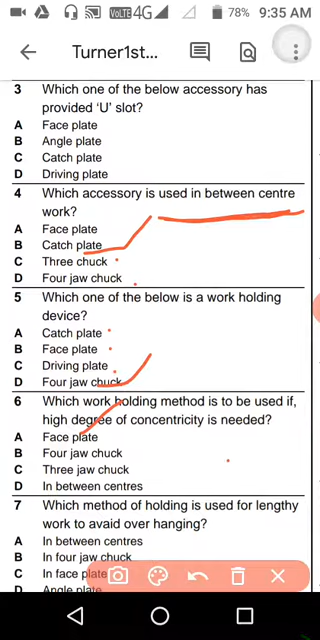 VoLTE 4G 78% 9:35 AM
Turner1st...
3 Which one of the below accessory has
provided 'U' slot?
A Face plate
B Angle plate
C Catch plate
D Driving plate
4 Which accessory is used in between centre
work?
A Face plate
B Catch plate
C Three chuck
D Four jaw chuck
5 Which one of the below is a work holding
device?
A Catch plate
B Face plate
C Driving plate
D Four jaw chuck
6 Which work holding method is to be used if,
high degree of concentricity is needed?
A Face plate
B Four jaw chuck
C Three jaw chuck
D In between centres
7 Which method of holding is used for lengthy
work to avaid over hanging?
A In between centres
B In four jaw chuck
C In face plate
D Angle plate